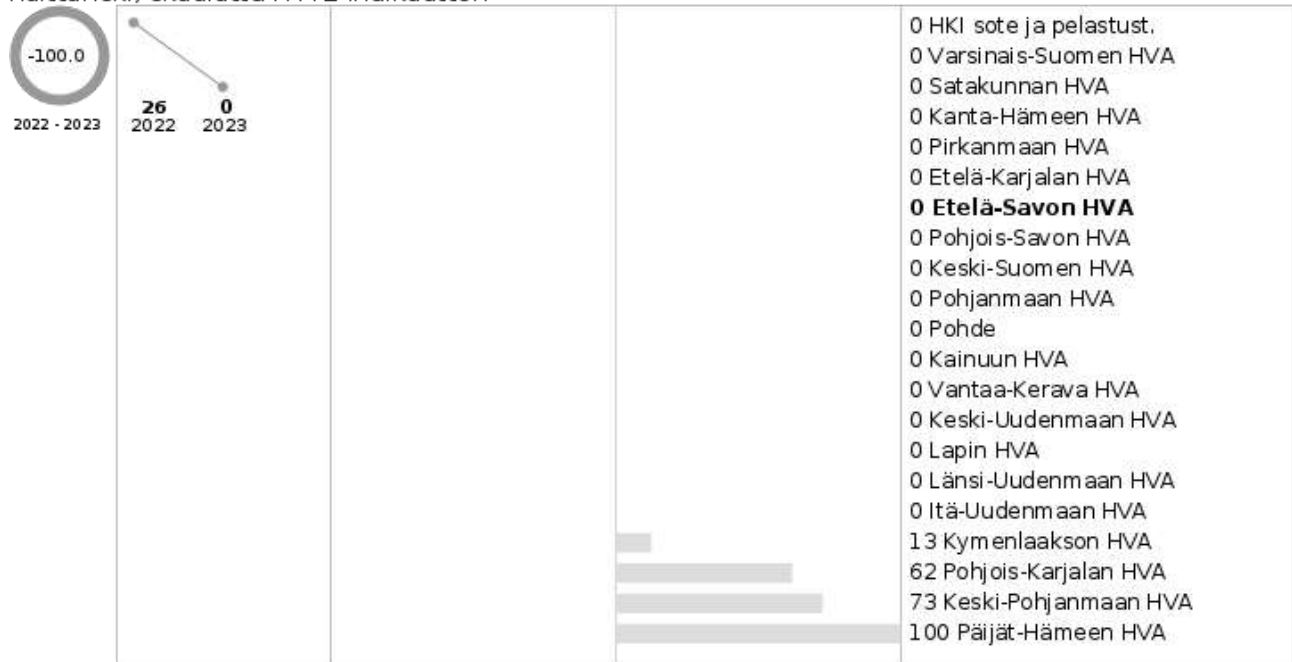 -100.0
2022 - 2023
26 0
2022 2023
0 HKI sote ja pelastust.
0 Varsinais-Suomen HVA
0 Satakunnan HVA
0 Kanta-Hämeen HVA
0 Pirkanmaan HVA
0 Etelä-Karjalan HVA
0 Etelä-Savon HVA
0 Pohjois-Savon HVA
0 Keski-Suomen HVA
0 Pohjanmaan HVA
0 Pohde
0 Kainuun HVA
0 Vantaa-Kerava HVA
0 Keski-Uudenmaan HVA
0 Lapin HVA
0 Länsi-Uudenmaan HVA
0 Itä-Uudenmaan HVA
13 Kymenlaakson HVA
62 Pohjois-Karjalan HVA
73 Keski-Pohjanmaan HVA
100 Päijät-Hämeen HVA